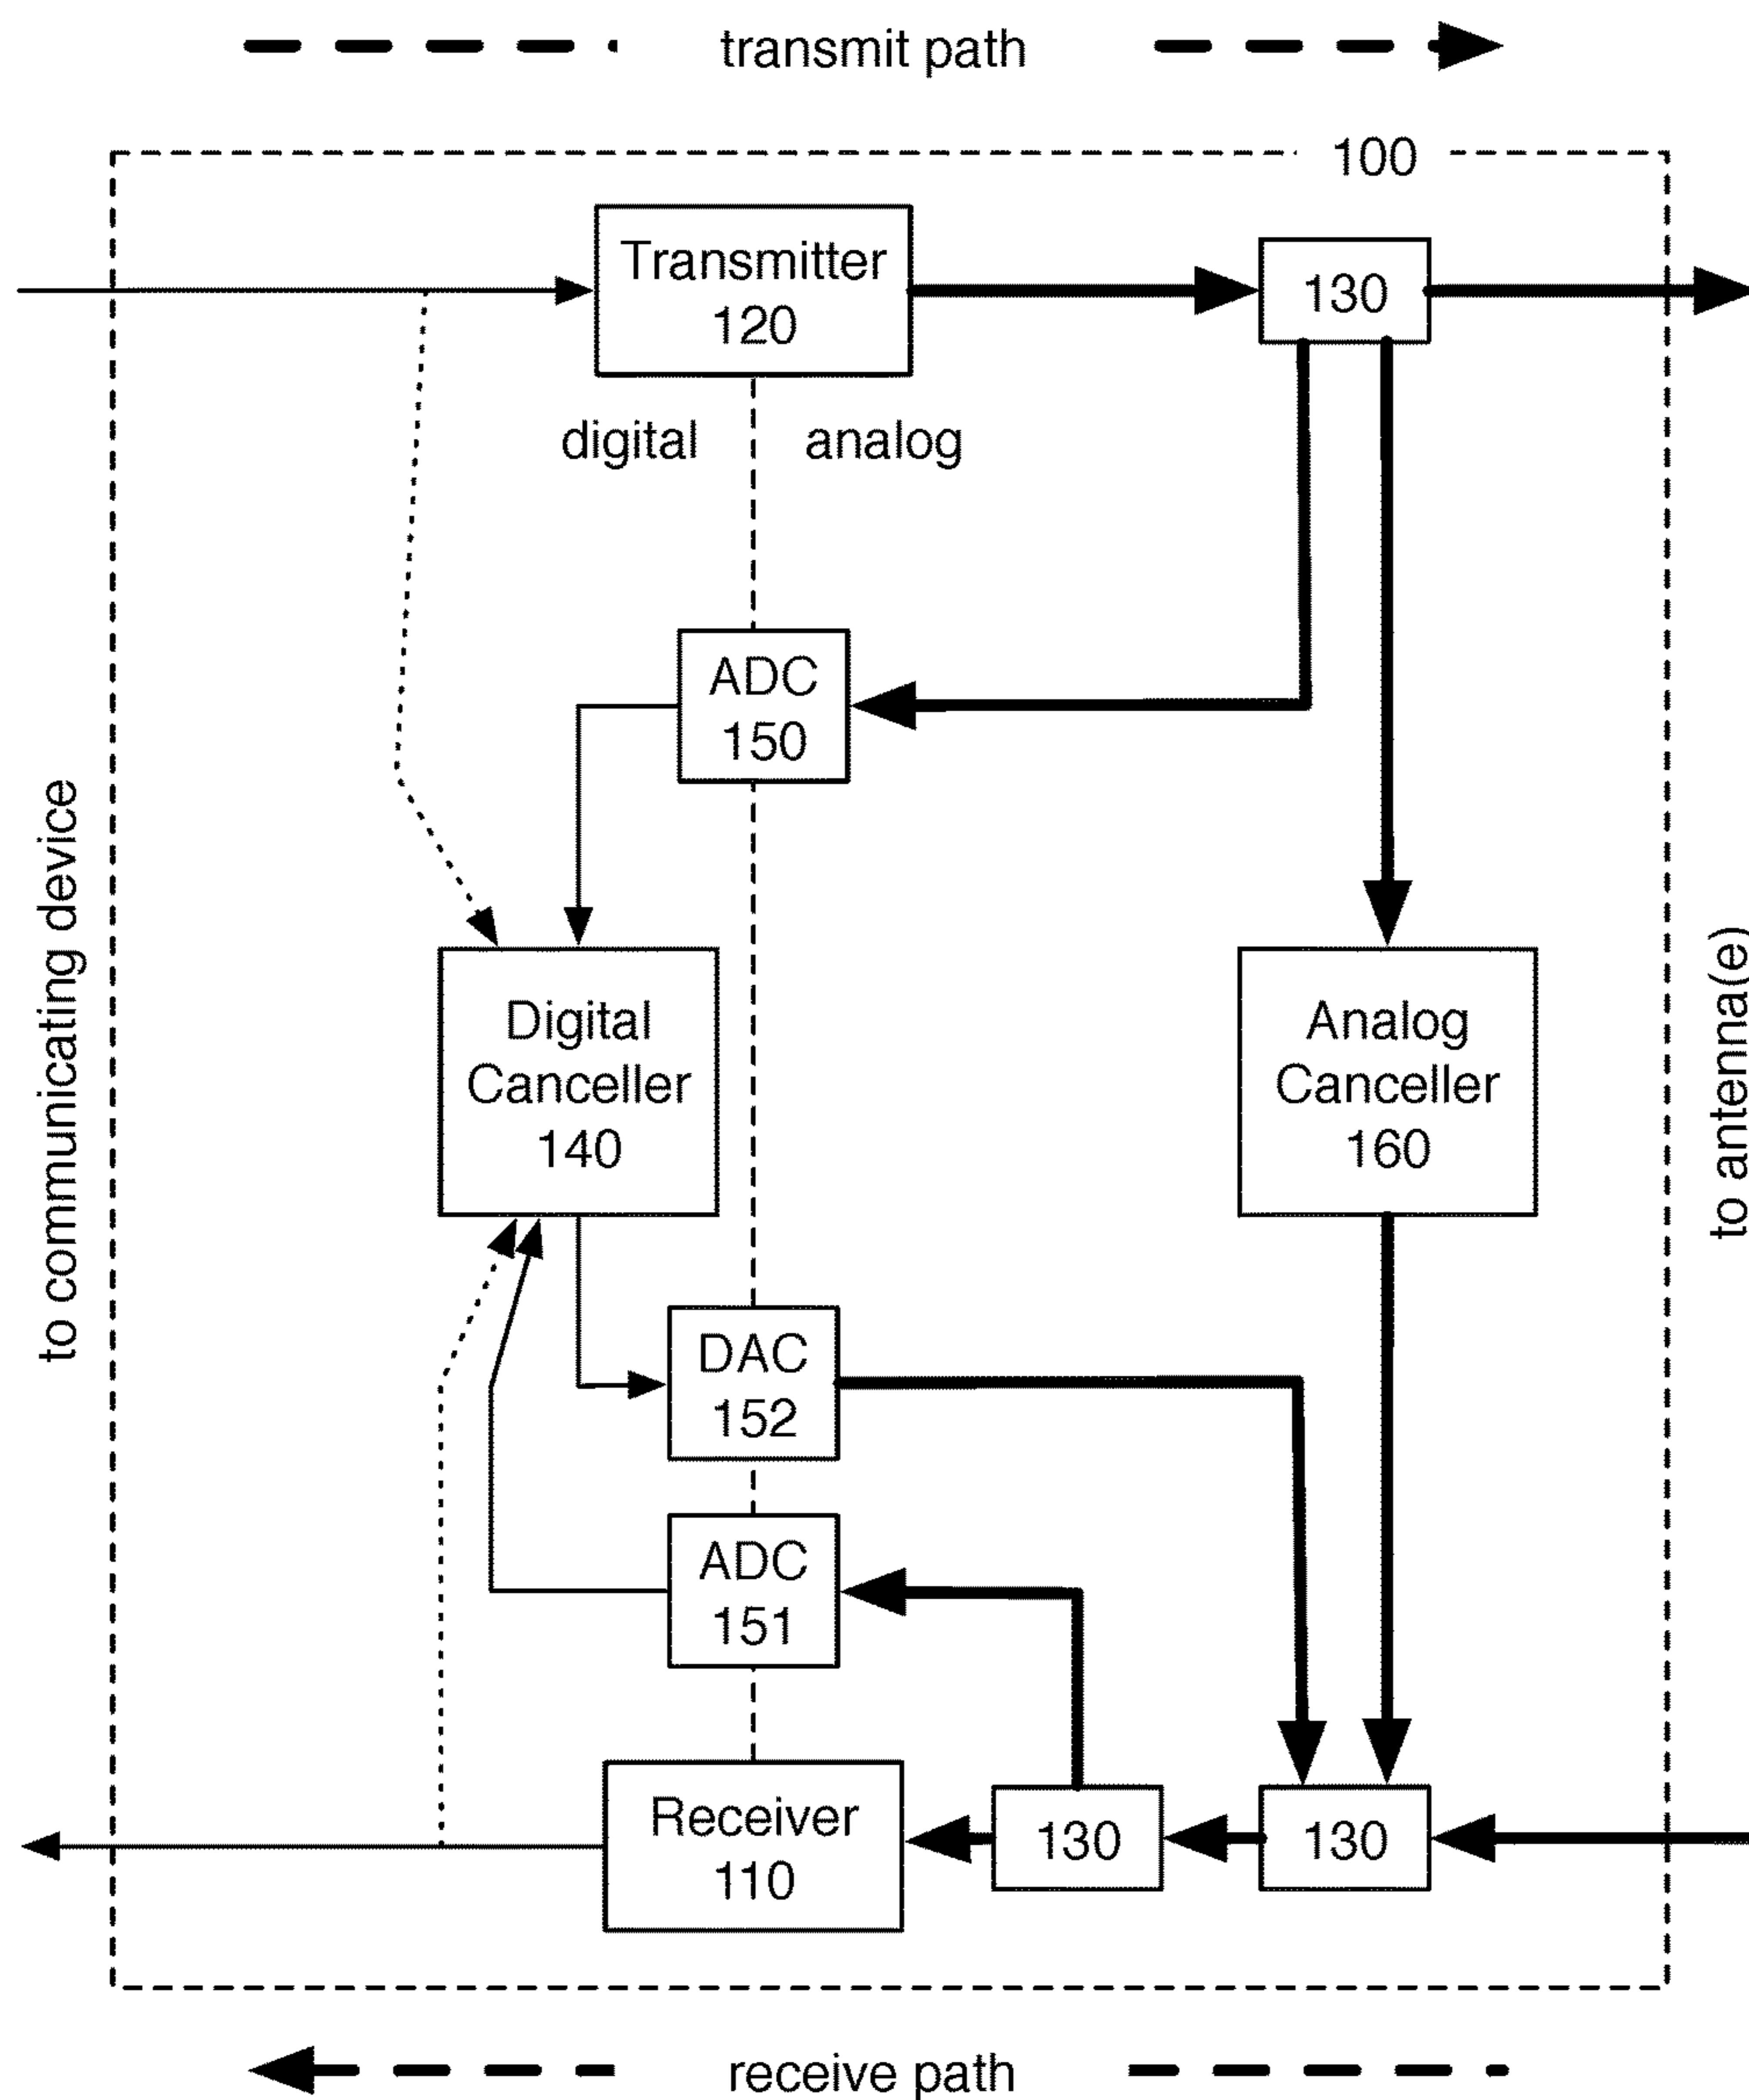 transmit path
100
Transmitter
120
130
digital
analog
ADC
150
to communicating device
Digital
Canceller
140
Analog
Canceller
160
to antenna(e)
DAC
152
ADC
151
Receiver
110
130
130
receive path